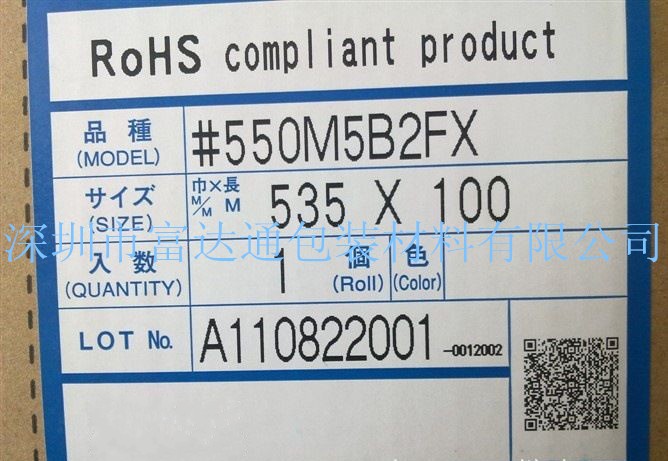 RoHS compliant product
品種 (MODEL) #550M5B2FX
サイズ (SIZE) 巾×長 M/M M 535 X 100
深圳市富达通包装材料有限公司
入数 (QUANTITY) 1 個 (Roll) 色 (Color)
LOT No. A110822001 -0012002